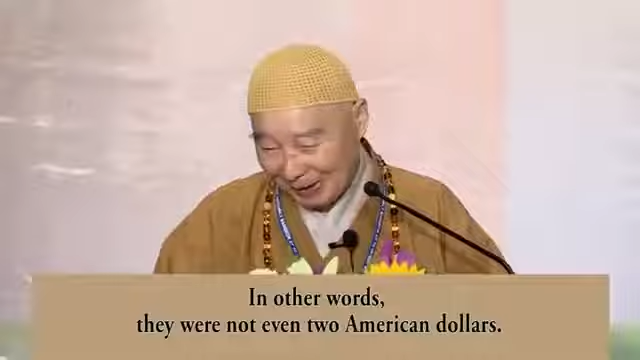 In other words,
they were not even two American dollars.